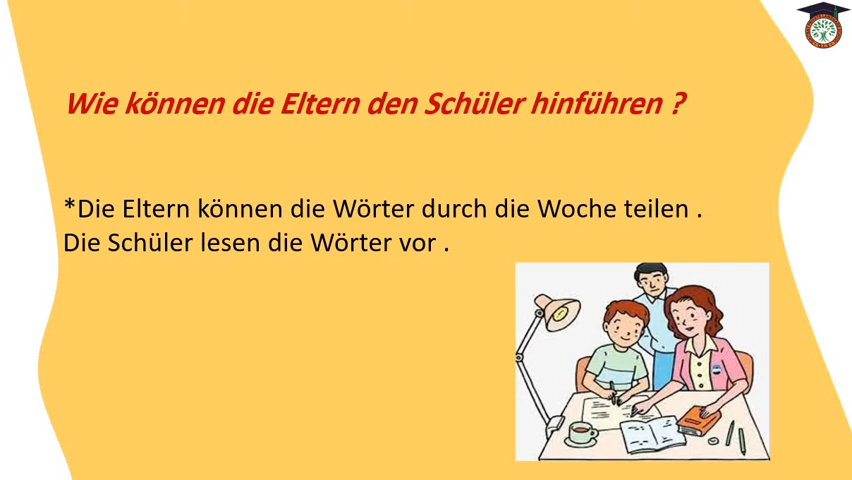 Wie können die Eltern den Schüler hinführen ?
*Die Eltern können die Wörter durch die Woche teilen .
Die Schüler lesen die Wörter vor .